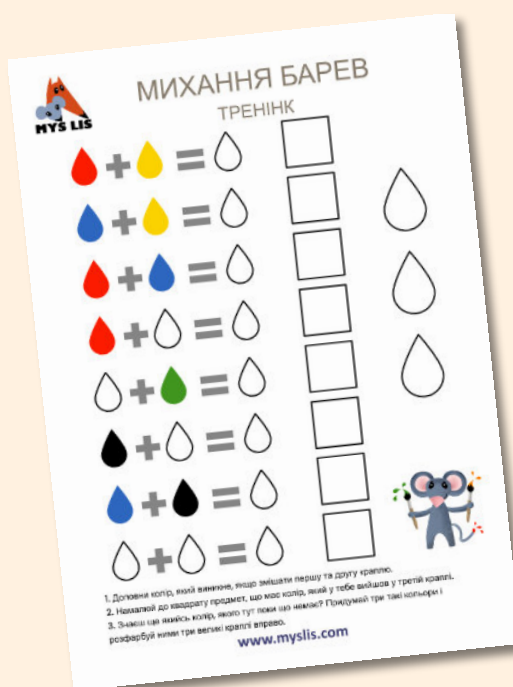 MYS LIS
МИХАННЯ БАРЕВ
ТРЕНІНК
1. Доповни колір, який виникне, якщо змішати першу та другу краплю.
2. Намалюй до квадрату предмет, що має колір, який у тебе вийшов у третій краплі.
3. Знаєш ще якийсь колір, якого тут поки що немає? Придумай три такі кольори і
розфарбуй ними три великі краплі вправо.
www.myslis.com